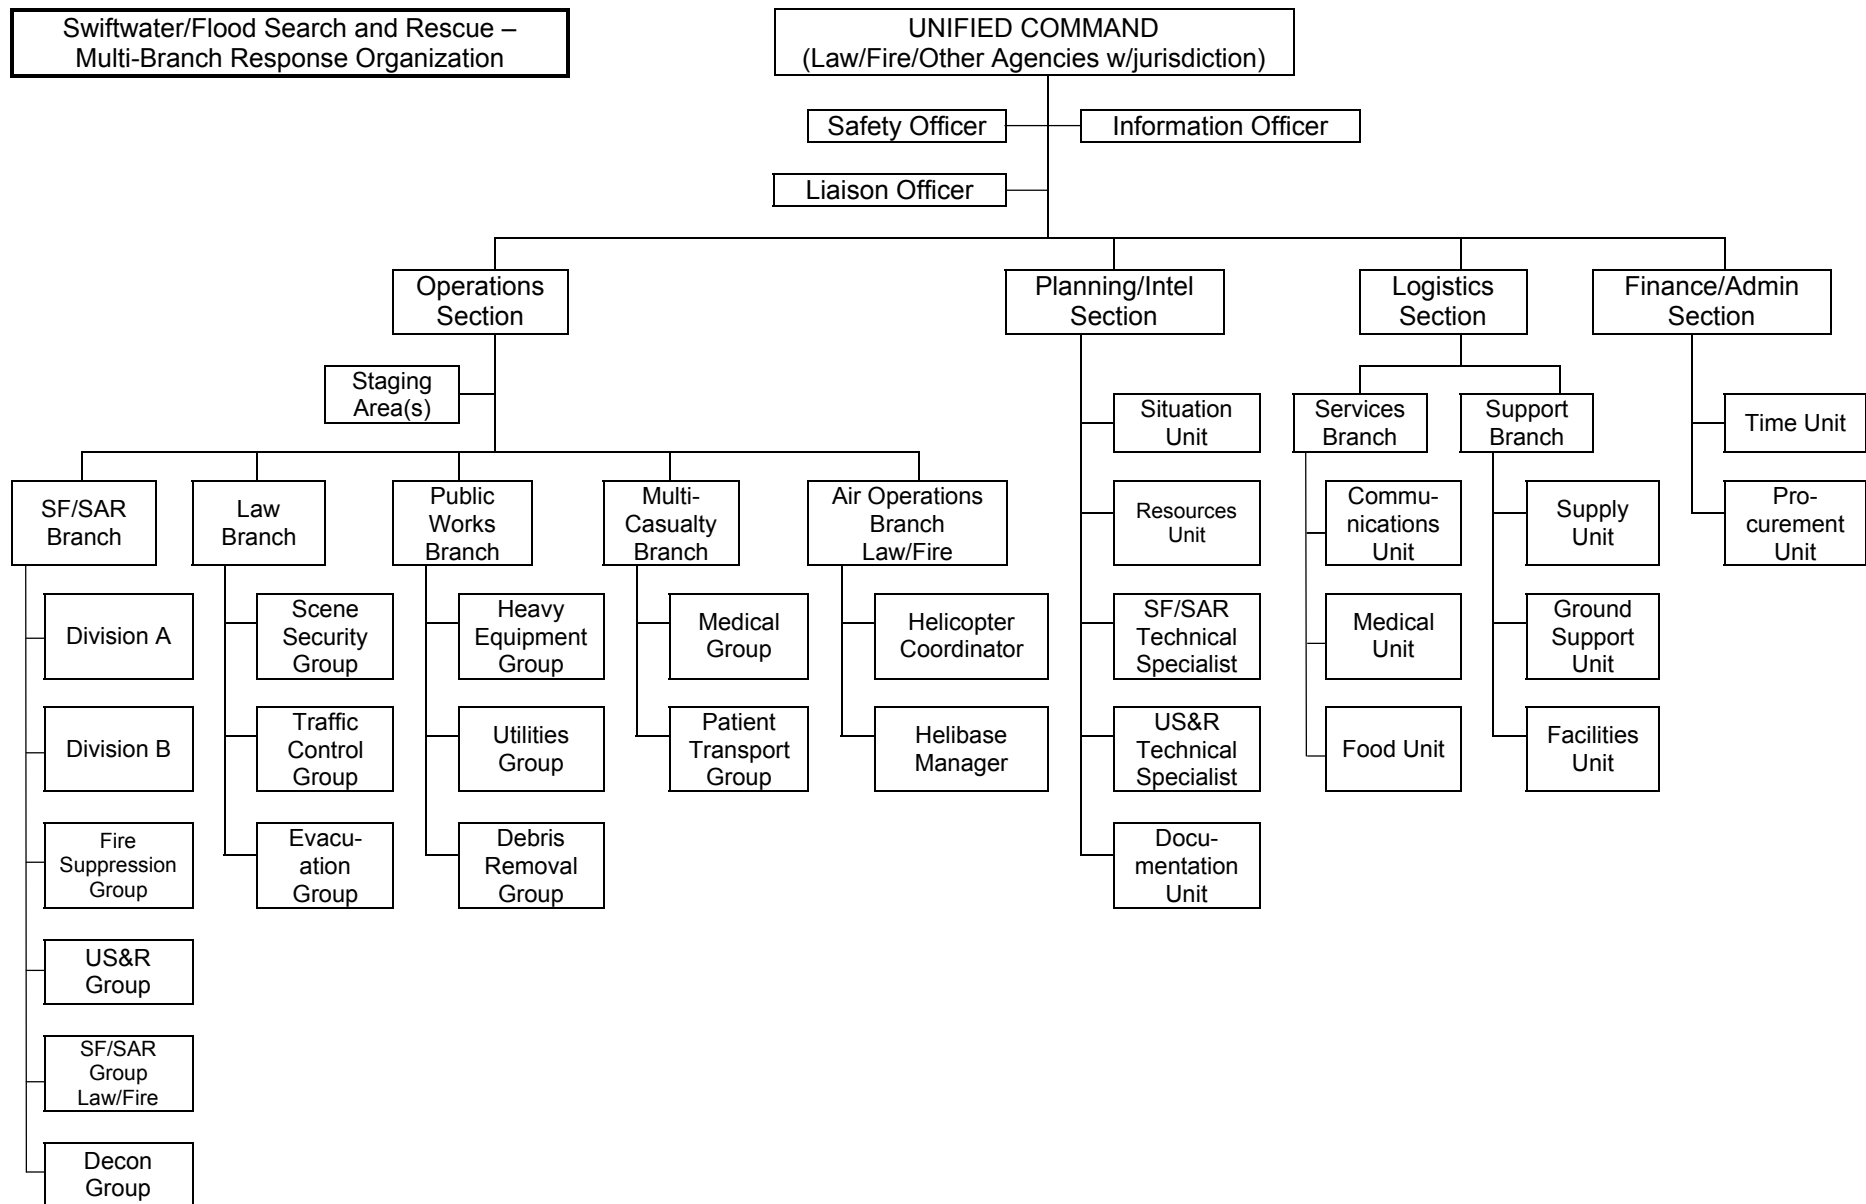 Swiftwater/Flood Search and Rescue –
Multi-Branch Response Organization
UNIFIED COMMAND
(Law/Fire/Other Agencies w/jurisdiction)
Safety Officer
Information Officer
Liaison Officer
Operations
Section
Planning/Intel
Section
Logistics
Section
Finance/Admin
Section
Staging
Area(s)
SF/SAR
Branch
Law
Branch
Public
Works
Branch
Multi-
Casualty
Branch
Air Operations
Branch
Law/Fire
Division A
Division B
Fire
Suppression
Group
US&R
Group
SF/SAR
Group
Law/Fire
Decon
Group
Scene
Security
Group
Traffic
Control
Group
Evacu-
ation
Group
Heavy
Equipment
Group
Utilities
Group
Debris
Removal
Group
Medical
Group
Patient
Transport
Group
Helicopter
Coordinator
Helibase
Manager
Situation
Unit
Resources
Unit
SF/SAR
Technical
Specialist
US&R
Technical
Specialist
Docu-
mentation
Unit
Services
Branch
Support
Branch
Commu-
nications
Unit
Medical
Unit
Food Unit
Supply
Unit
Ground
Support
Unit
Facilities
Unit
Time Unit
Pro-
curement
Unit